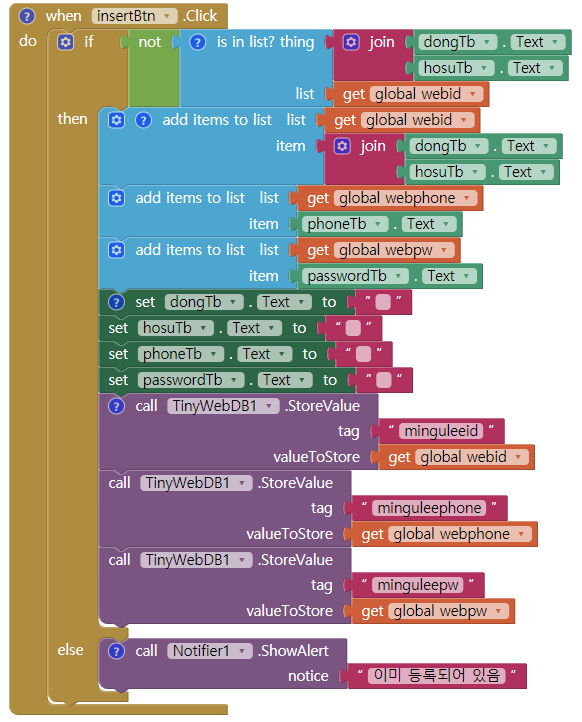 when insertBtn .Click
do if not is in list? thing join dongTb . Text
hosuTb . Text
list get global webid
then add items to list list get global webid
item join dongTb . Text
hosuTb . Text
add items to list list get global webphone
item phoneTb . Text
add items to list list get global webpw
item passwordTb . Text
set dongTb . Text to “ ”
set hosuTb . Text to “ ”
set phoneTb . Text to “ ”
set passwordTb . Text to “ ”
call TinyWebDB1 .StoreValue
tag “ minguleeid ”
valueToStore get global webid
call TinyWebDB1 .StoreValue
tag “ minguleephone ”
valueToStore get global webphone
call TinyWebDB1 .StoreValue
tag “ minguleepw ”
valueToStore get global webpw
else call Notifier1 .ShowAlert
notice “ 이미 등록되어 있음 ”